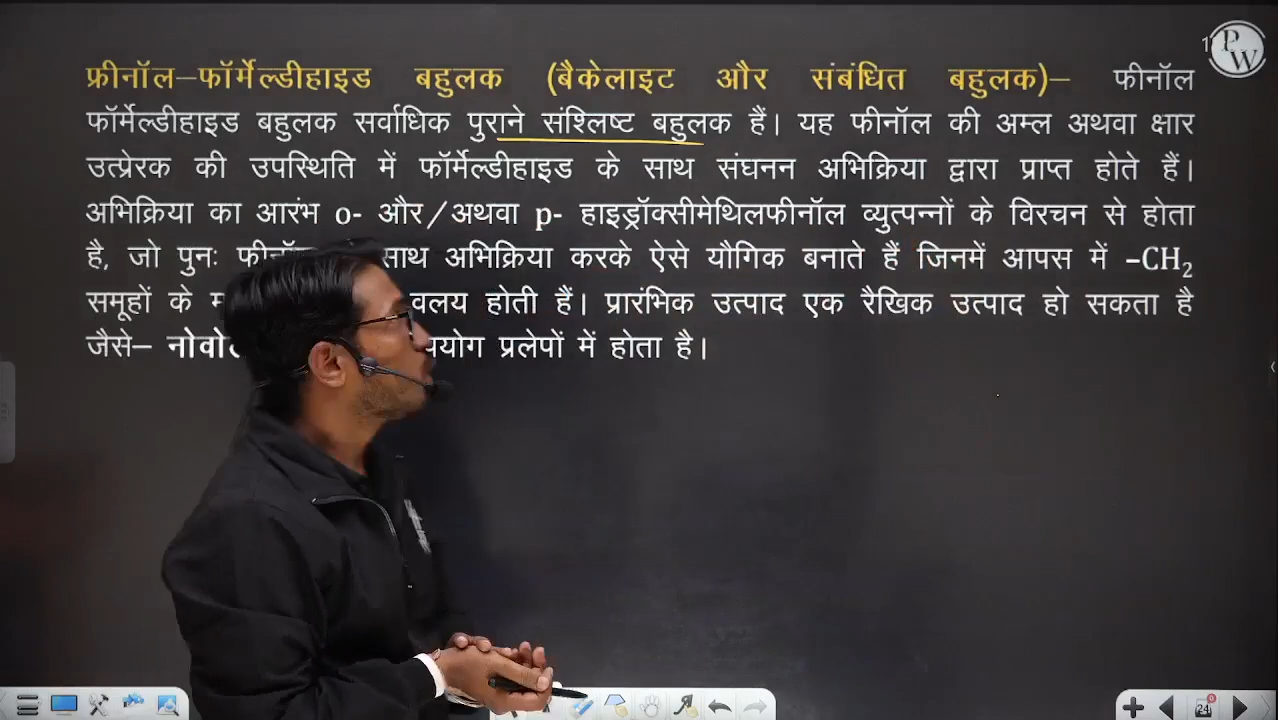 फ्रीनॉल–फॉर्मेल्डीहाइड बहुलक (बैकेलाइट और संबंधित बहुलक)– फीनॉल
फॉर्मेल्डीहाइड बहुलक सर्वाधिक पुराने संश्लिष्ट बहुलक हैं। यह फीनॉल की अम्ल अथवा क्षार
उत्प्रेरक की उपस्थिति में फॉर्मेल्डीहाइड के साथ संघनन अभिक्रिया द्वारा प्राप्त होते हैं।
अभिक्रिया का आरंभ o- और/अथवा p- हाइड्रॉक्सीमेथिलफीनॉल व्युत्पन्नों के विरचन से होता
है, जो पुनः साथ अभिक्रिया करके ऐसे यौगिक बनाते हैं जिनमें आपस में –CH₂
समूहों के वलय होती हैं। प्रारंभिक उत्पाद एक रैखिक उत्पाद हो सकता है
जैसे– प्रलेपों में होता है।
PW
24